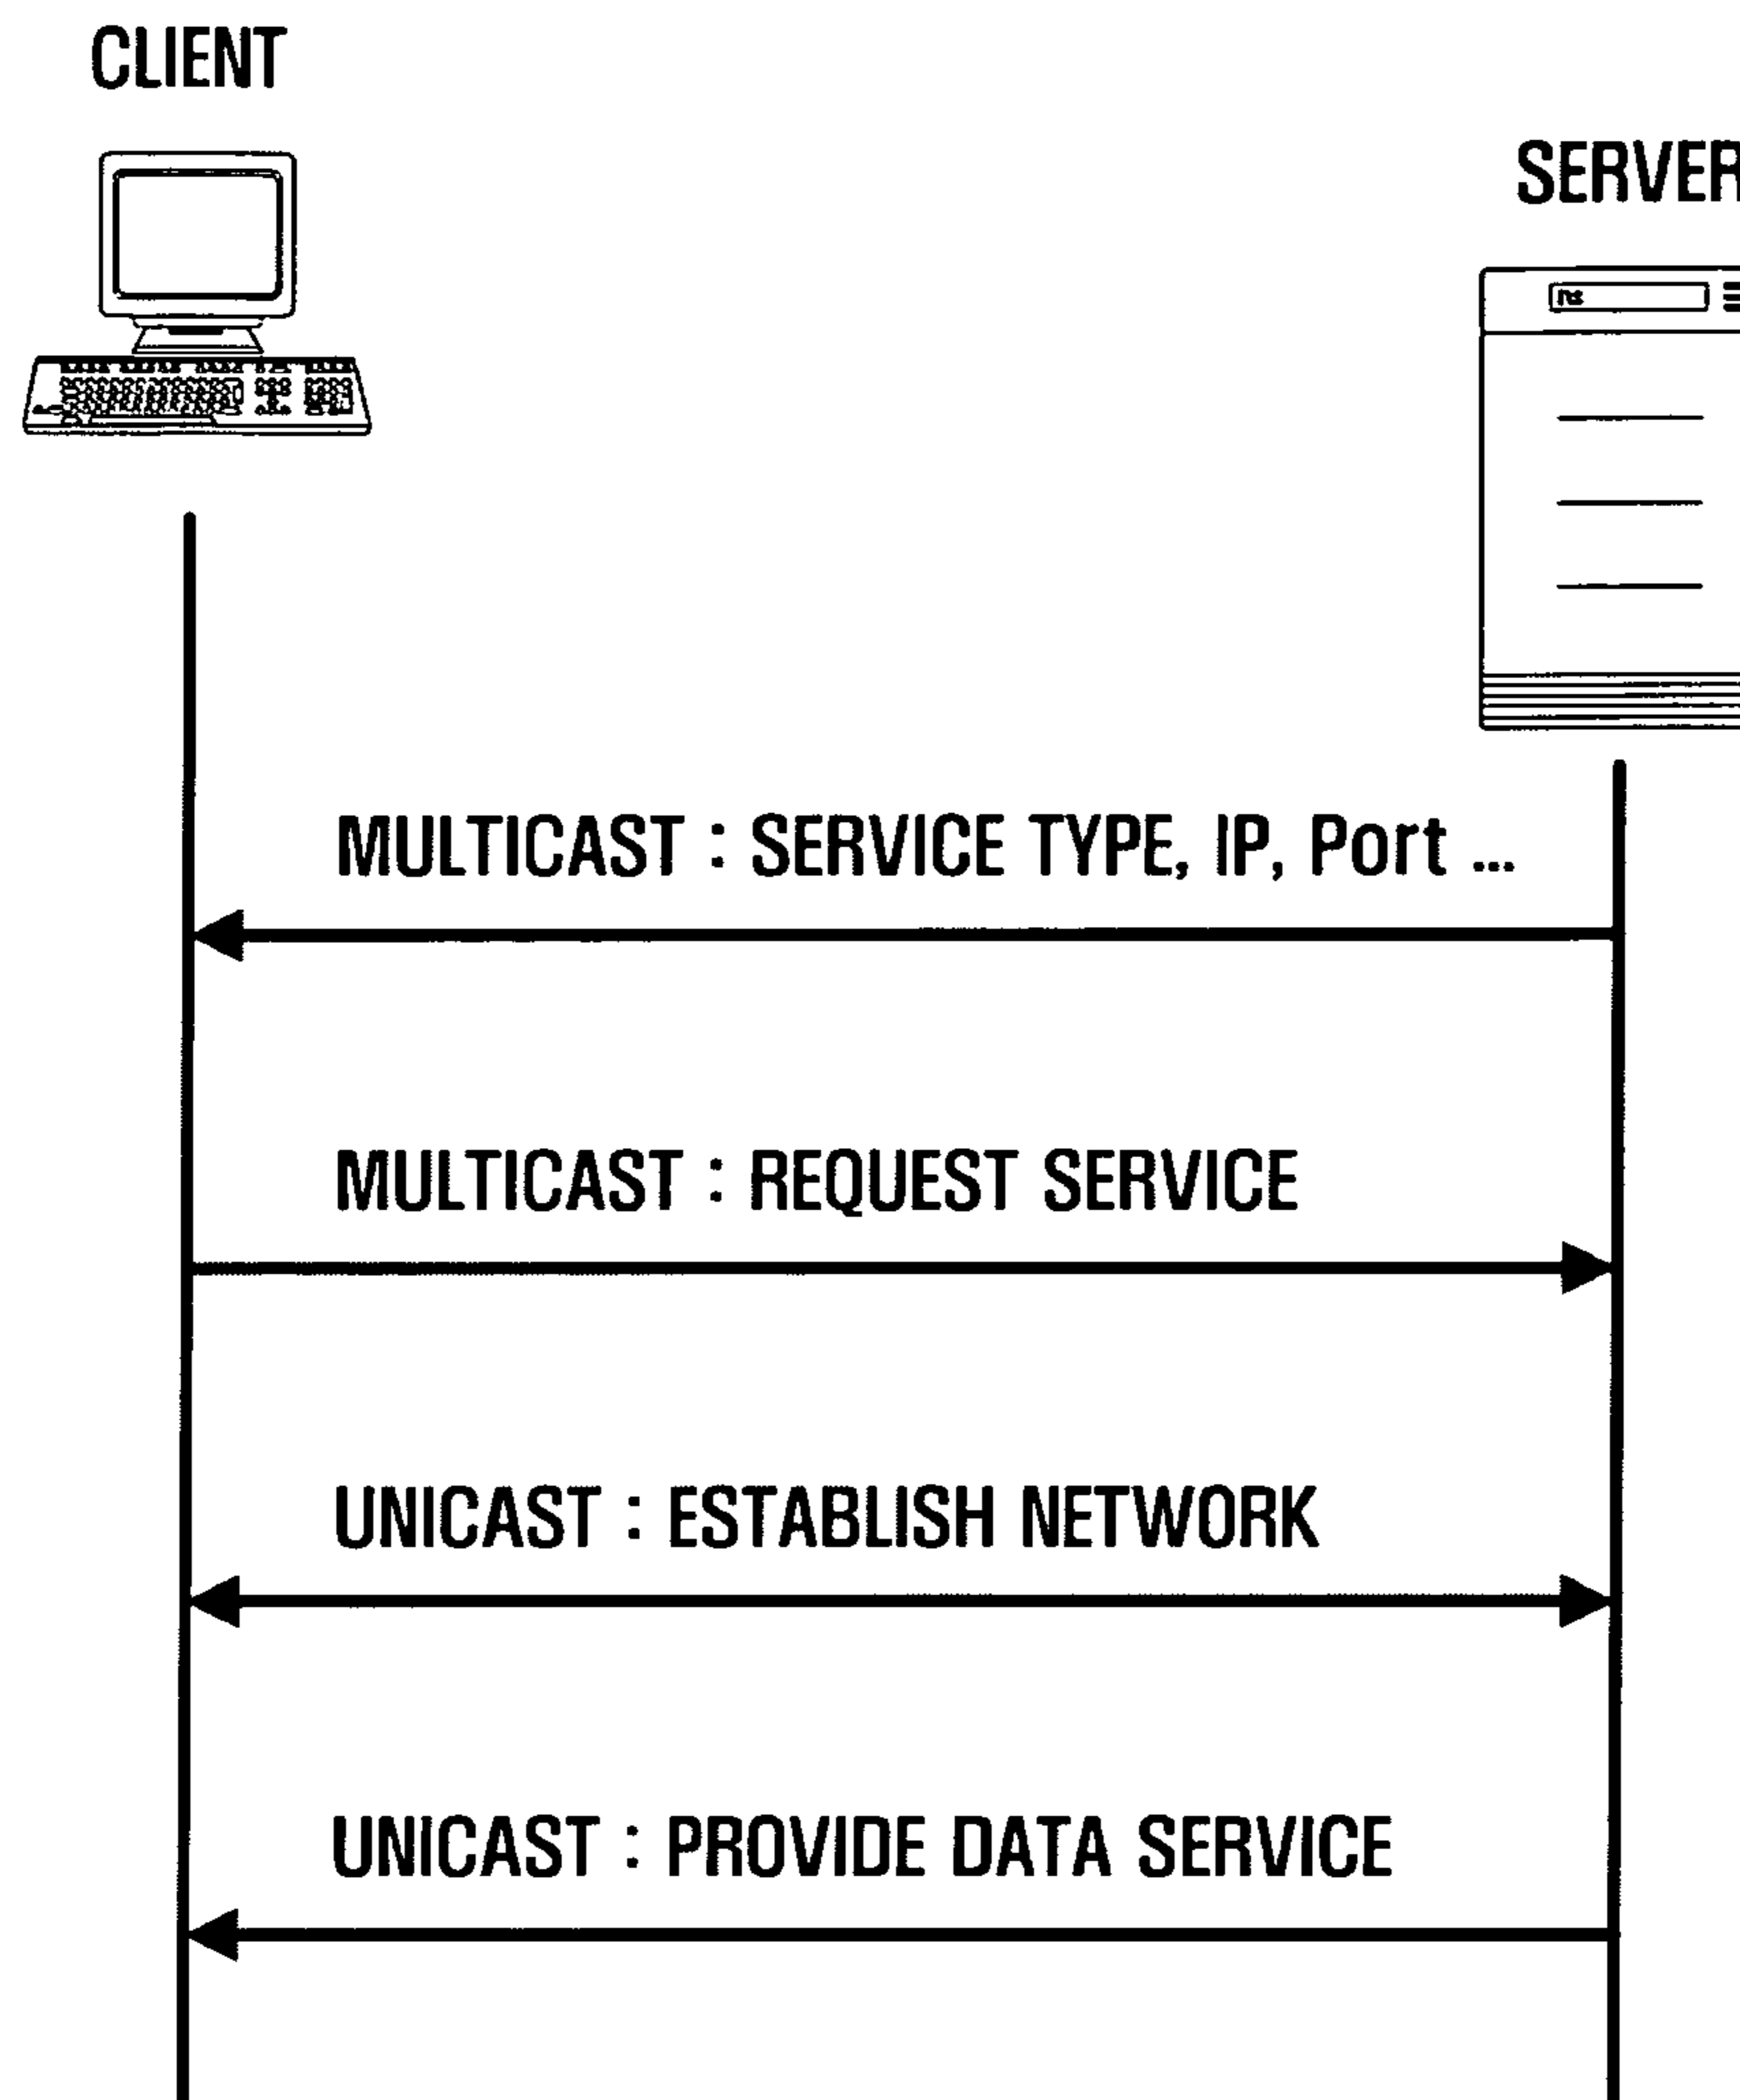 CLIENT
SERVER
MULTICAST : SERVICE TYPE, IP, Port ...
MULTICAST : REQUEST SERVICE
UNICAST : ESTABLISH NETWORK
UNICAST : PROVIDE DATA SERVICE